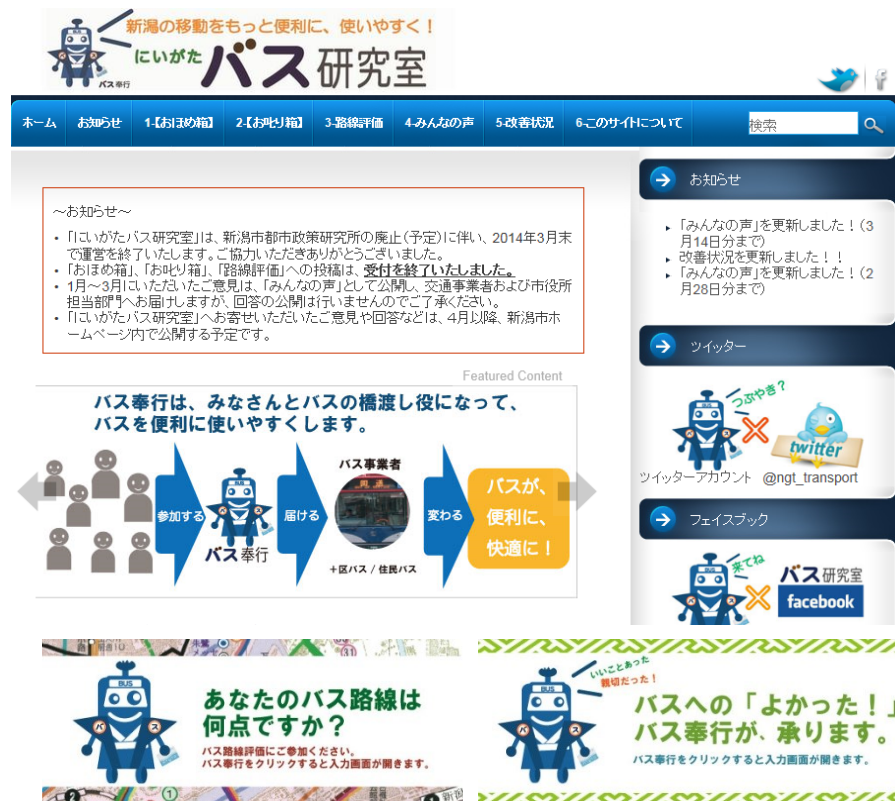 新潟の移動をもっと便利に、使いやすく！
にいがた バス研究室
BUS
バ ス
バス奉行
ホーム お知らせ 1-【おほめ箱】 2-【お叱り箱】 3-路線評価 4-みんなの声 5-改善状況 6-このサイトについて 検索
～お知らせ～
・「にいがたバス研究室」は、新潟市都市政策研究所の廃止（予定）に伴い、2014年3月末
で運営を終了いたします。ご協力いただきありがとうございました。
・「おほめ箱」、「お叱り箱」、「路線評価」への投稿は、受付を終了いたしました。
・1月～3月にいただいたご意見は、「みんなの声」として公開し、交通事業者および市役所
担当部門へお届けしますが、回答の公開は行いませんのでご了承ください。
・「にいがたバス研究室」へお寄せいただいたご意見や回答などは、4月以降、新潟市ホ
ームページ内で公開する予定です。
Featured Content
バス奉行は、みなさんとバスの橋渡し役になって、
バスを便利に使いやすくします。
参加する
バス奉行
届ける
バス事業者
＋区バス / 住民バス
変わる
バスが、
便利に、
快適に！
お知らせ
「みんなの声」を更新しました！（3
月14日分まで）
改善状況を更新しました！！
「みんなの声」を更新しました！（2
月28日分まで）
ツイッター
つぶやき？
twitter
ツイッターアカウント @ngt_transport
フェイスブック
来てね
バス研究室
facebook
BUS
バ ス
あなたのバス路線は
何点ですか？
バス路線評価にご参加ください。
バス奉行をクリックすると入力画面が開きます。
いいことあった
親切だった！
BUS
バ ス
バスへの「よかった！」
バス奉行が、承ります。
バス奉行をクリックすると入力画面が開きます。